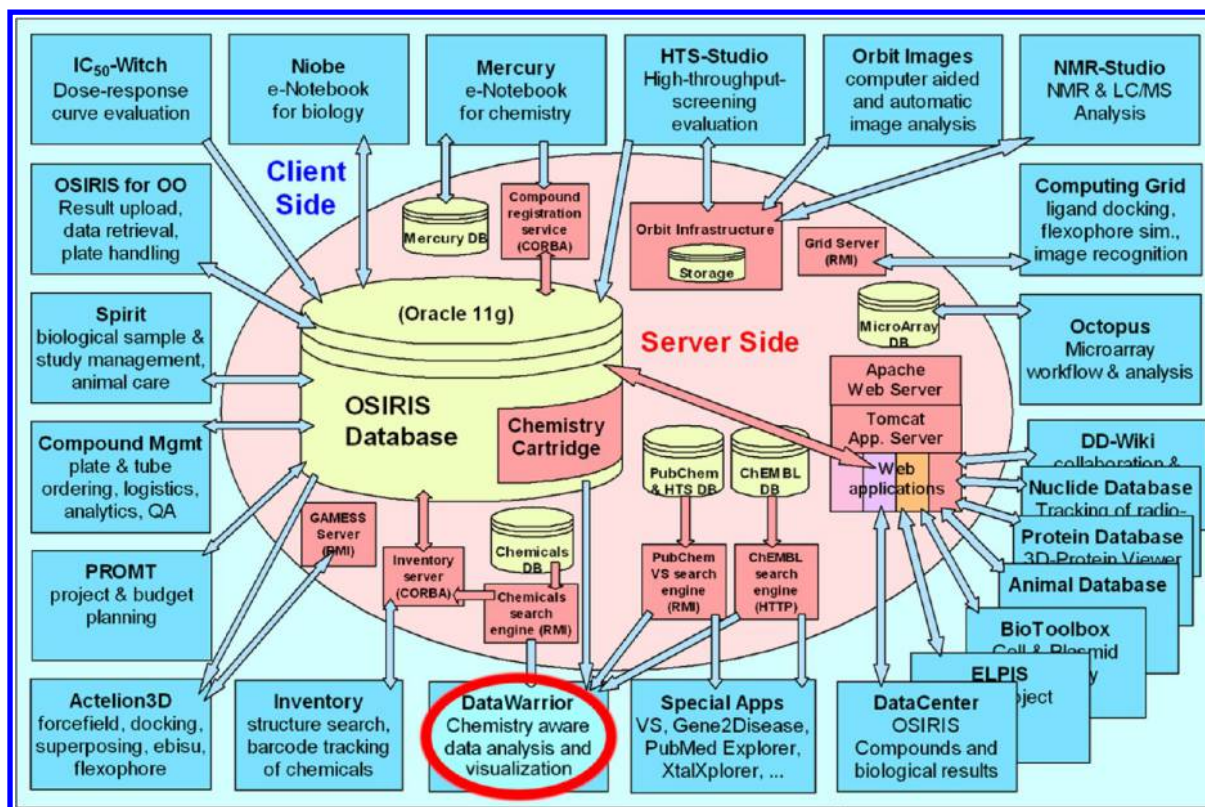 IC50-Witch
Dose-response
curve evaluation
Niobe
e-Notebook
for biology
Mercury
e-Notebook
for chemistry
HTS-Studio
High-throughput-
screening
evaluation
Orbit Images
computer aided
and automatic
image analysis
NMR-Studio
NMR & LC/MS
Analysis
Client
Side
OSIRIS for OO
Result upload,
data retrieval,
plate handling
Mercury DB
Compound
registration
service
(CORBA)
Orbit Infrastructure
Storage
Grid Server
(RMI)
Computing Grid
ligand docking,
flexophore sim.,
image recognition
Spirit
biological sample &
study management,
animal care
(Oracle 11g)
Server Side
MicroArray
DB
Octopus
Microarray
workflow & analysis
OSIRIS
Database
Chemistry
Cartridge
Apache
Web Server
Tomcat
App. Server
Web
applications
Compound Mgmt
plate & tube
ordering, logistics,
analytics, QA
PubChem
& HTS DB
ChEMBL
DB
DD-Wiki
collaboration &
Nuclide Database
Tracking of radio-
Protein Database
3D-Protein Viewer
Animal Database
BioToolbox
Cell & Plasmid
ELPIS
DataCenter
OSIRIS
Compounds and
biological results
PROMT
project & budget
planning
GAMESS
Server
(RMI)
Inventory
server
(CORBA)
Chemicals
DB
Chemicals
search
engine (RMI)
PubChem
VS search
engine
(RMI)
ChEMBL
search
engine
(HTTP)
Actelion3D
forcefield, docking,
superposing, ebisu,
flexophore
Inventory
structure search,
barcode tracking
of chemicals
DataWarrior
Chemistry aware
data analysis and
visualization
Special Apps
VS, Gene2Disease,
PubMed Explorer,
XtalXplorer, ...